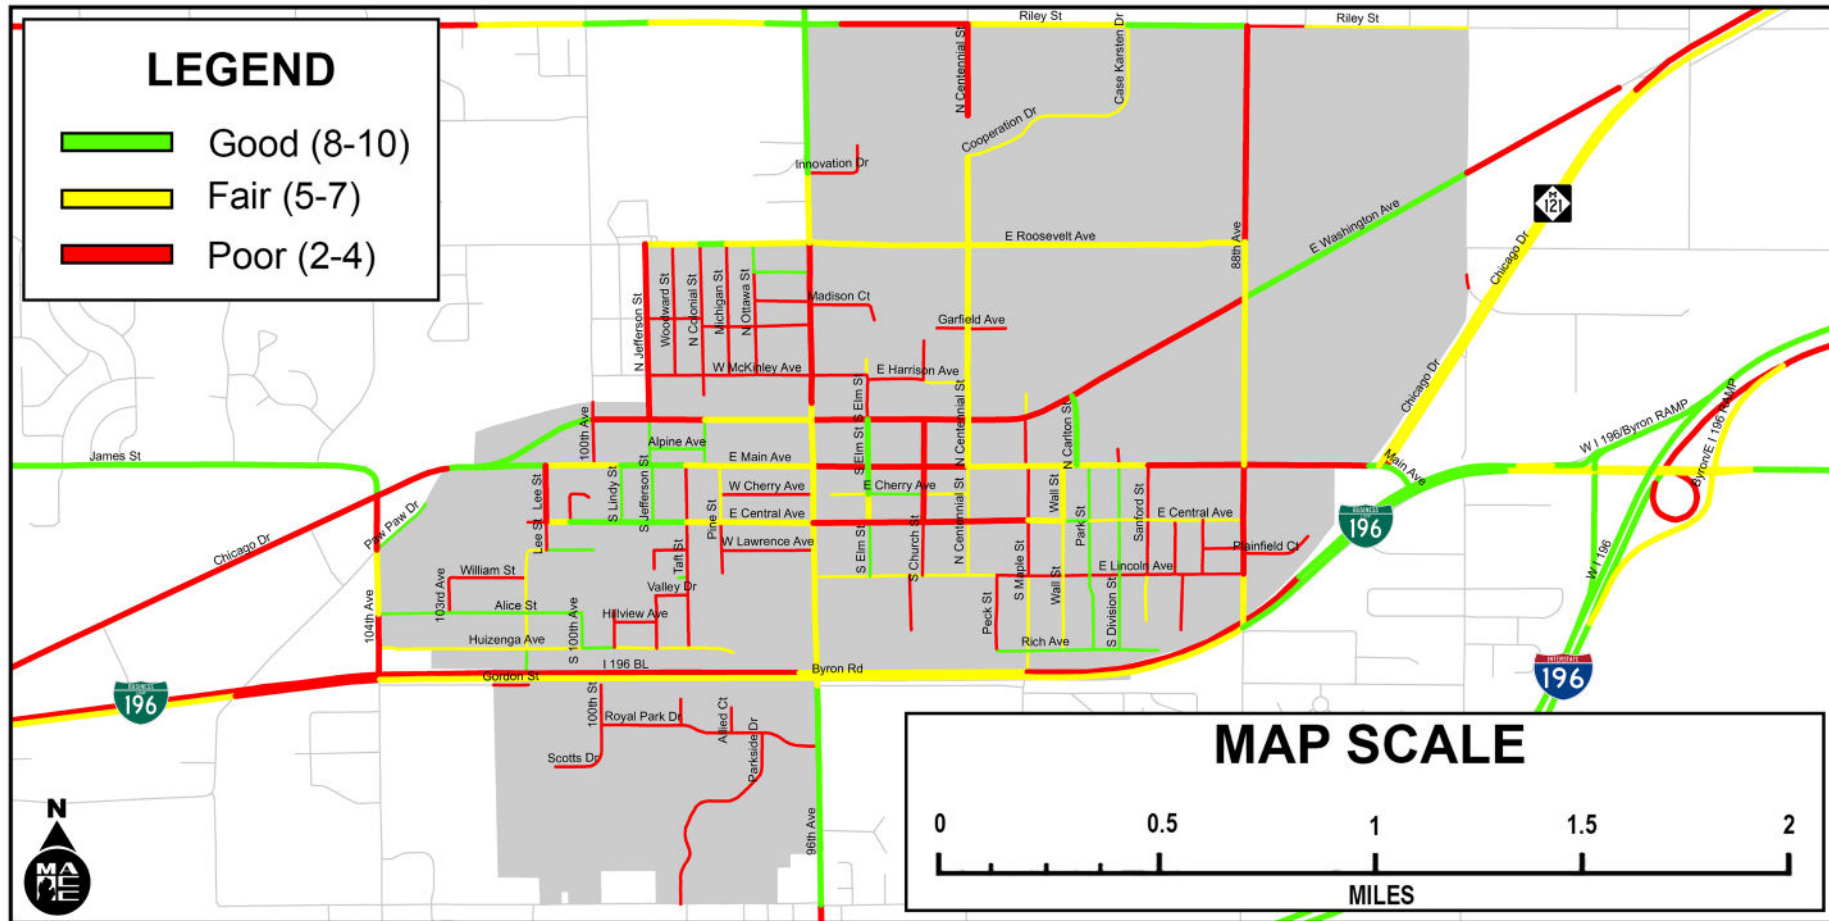 LEGEND
Good (8-10)
Fair (5-7)
Poor (2-4)
Riley St
Riley St
N Centennial St
Case Karsten Dr
Cooperation Dr
Innovation Dr
E Roosevelt Ave
88th Ave
E Washington Ave
M
121
Chicago Dr
N Jefferson St
Woodward St
N Colonial St
Michigan St
N Ottawa St
Madison Ct
Garfield Ave
W McKinley Ave
E Harrison Ave
S Elm St
S Elm St
N Centennial St
N Carlton St
Chicago Dr
W I 196/Byron RAMP
Byron/E I 196 RAMP
Main Ave
100th Ave
Alpine Ave
James St
E Main Ave
Lee St
S Lindy St
S Jefferson St
W Cherry Ave
E Cherry Ave
Pine St
E Central Ave
N Centennial St
Wall St
Park St
Sanford St
E Central Ave
BUSINESS
196
Paw Paw Dr
Chicago Dr
Lee St
W Lawrence Ave
Taft St
S Elm St
S Church St
S Maple St
Plainfield Ct
E Lincoln Ave
W I 196
William St
103rd Ave
Valley Dr
Alice St
Hillview Ave
104th Ave
S 100th Ave
Peck St
Wall St
S Division St
Huizenga Ave
Rich Ave
I 196 BL
Byron Rd
Gordon St
BUSINESS
196
INTERSTATE
196
100th St
Royal Park Dr
Allied Ct
Parkside Dr
Scotts Dr
96th Ave
MAP SCALE
0 0.5 1 1.5 2
MILES
N